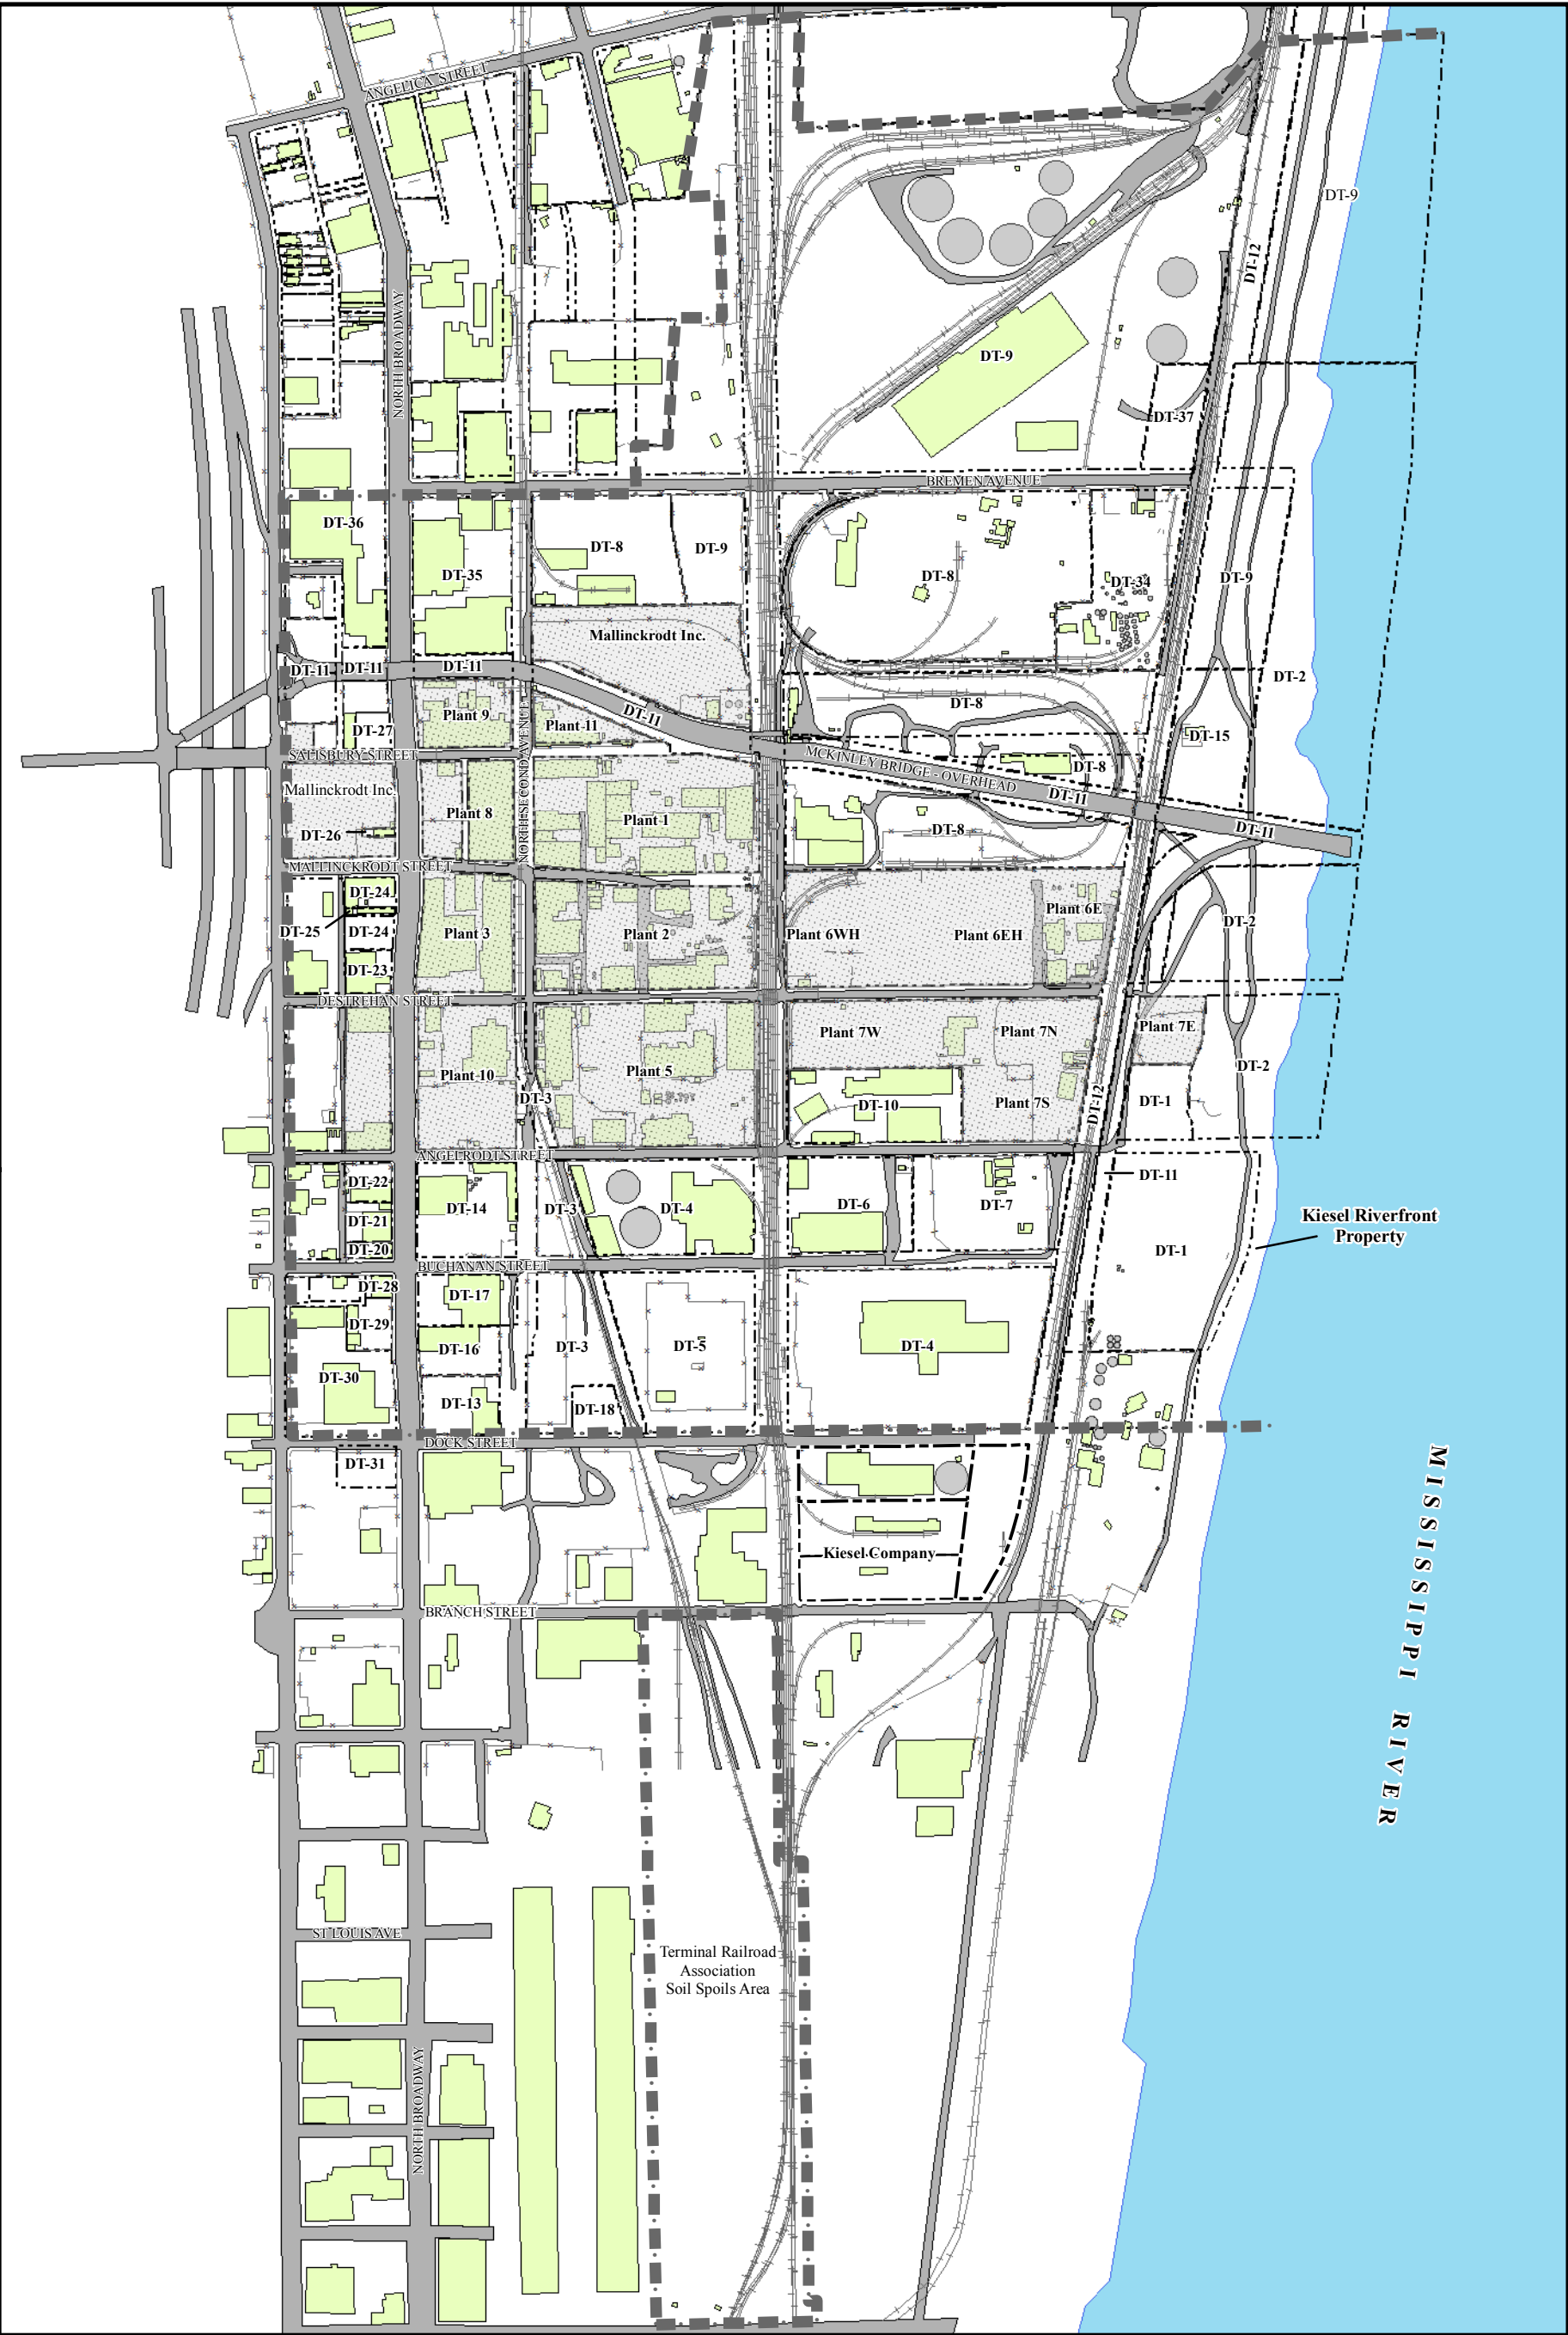 ANGELICA STREET
DT-9
DT-12
NORTH BROADWAY
DT-9
DT-37
BREMEN AVENUE
DT-36
DT-35
DT-8
DT-9
DT-8
DT-34
DT-9
Mallinckrodt Inc.
DT-11
DT-11
DT-11
DT-2
Plant 9
Plant 11
DT-11
DT-8
DT-27
DT-15
SALISBURY STREET
NORTH SECOND AVENUE
MCKINLEY BRIDGE - OVERHEAD
DT-8
Mallinckrodt Inc.
DT-11
Plant 8
Plant 1
DT-8
DT-11
DT-26
MALLINCKRODT STREET
DT-24
DT-25
DT-24
Plant 3
Plant 2
Plant 6WH
Plant 6EH
Plant 6E
DT-2
DT-23
DESTREHAN STREET
Plant 7W
Plant 7N
Plant 7E
Plant 10
Plant 5
DT-2
DT-3
DT-10
Plant 7S
DT-12
DT-1
ANGELRODT STREET
DT-22
DT-11
DT-14
DT-3
DT-4
DT-6
DT-7
DT-21
Kiesel Riverfront
Property
DT-20
DT-1
BUCHANAN STREET
DT-28
DT-17
DT-29
DT-16
DT-3
DT-5
DT-4
DT-30
DT-13
DT-18
DOCK STREET
DT-31
Kiesel Company
MISSISSIPPI RIVER
BRANCH STREET
ST LOUIS AVE
Terminal Railroad
Association
Soil Spoils Area
NORTH BROADWAY